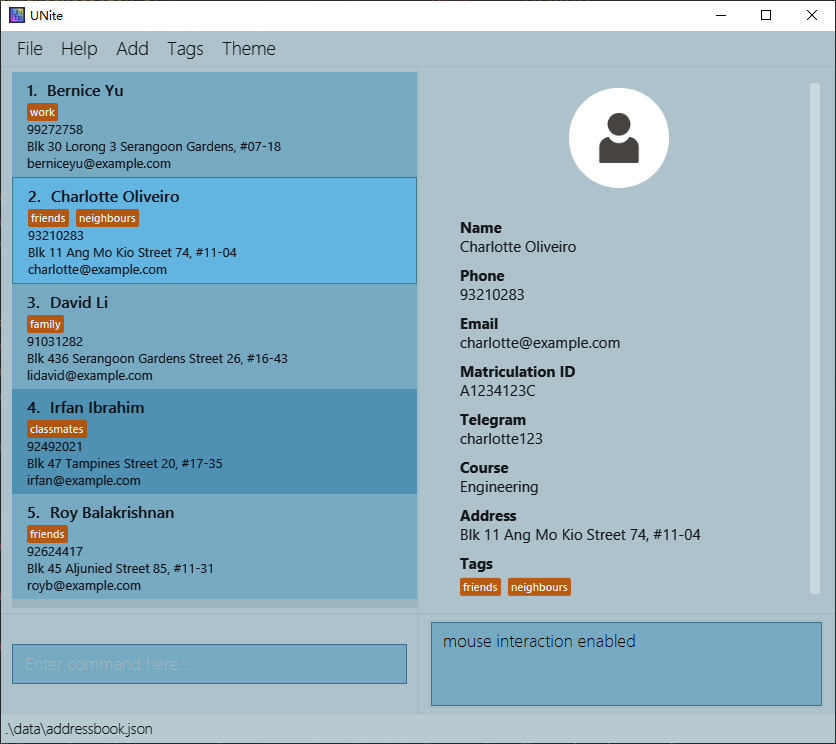 UNite
File Help Add Tags Theme
1. Bernice Yu
work
99272758
Blk 30 Lorong 3 Serangoon Gardens, #07-18
berniceyu@example.com
2. Charlotte Oliveiro
friends neighbours
93210283
Blk 11 Ang Mo Kio Street 74, #11-04
charlotte@example.com
3. David Li
family
91031282
Blk 436 Serangoon Gardens Street 26, #16-43
lidavid@example.com
4. Irfan Ibrahim
classmates
92492021
Blk 47 Tampines Street 20, #17-35
irfan@example.com
5. Roy Balakrishnan
friends
92624417
Blk 45 Aljunied Street 85, #11-31
royb@example.com
Enter command here...
Name
Charlotte Oliveiro
Phone
93210283
Email
charlotte@example.com
Matriculation ID
A1234123C
Telegram
charlotte123
Course
Engineering
Address
Blk 11 Ang Mo Kio Street 74, #11-04
Tags
friends neighbours
mouse interaction enabled
.\data\addressbook.json